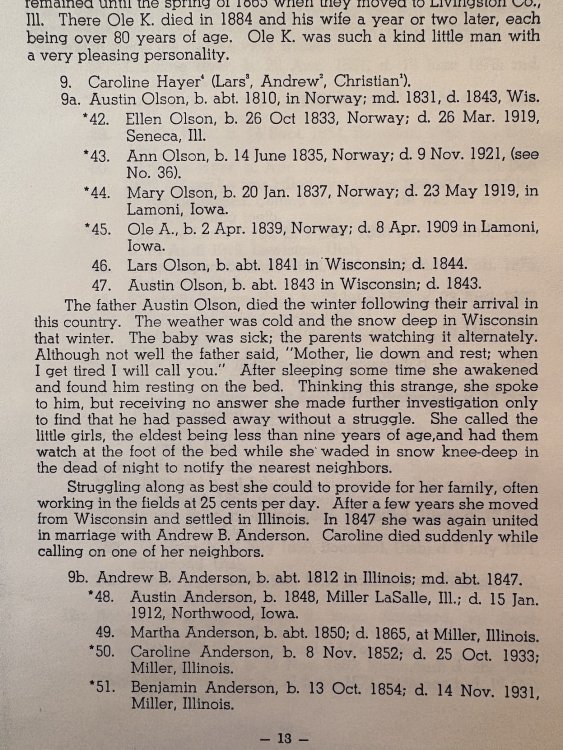 remained until the spring of 1865 when they moved to Livingston Co.,
Ill. There Ole K. died in 1884 and his wife a year or two later, each
being over 80 years of age. Ole K. was such a kind little man with
a very pleasing personality.
9. Caroline Hayer⁴ (Lars³, Andrew², Christian¹).
9a. Austin Olson, b. abt. 1810, in Norway; md. 1831, d. 1843, Wis.
*42. Ellen Olson, b. 26 Oct 1833, Norway; d. 26 Mar. 1919,
Seneca, Ill.
*43. Ann Olson, b. 14 June 1835, Norway; d. 9 Nov. 1921, (see
No. 36).
*44. Mary Olson, b. 20 Jan. 1837, Norway; d. 23 May 1919, in
Lamoni, Iowa.
*45. Ole A., b. 2 Apr. 1839, Norway; d. 8 Apr. 1909 in Lamoni,
Iowa.
46. Lars Olson, b. abt. 1841 in Wisconsin; d. 1844.
47. Austin Olson, b. abt. 1843 in Wisconsin; d. 1843.
The father Austin Olson, died the winter following their arrival in
this country. The weather was cold and the snow deep in Wisconsin
that winter. The baby was sick; the parents watching it alternately.
Although not well the father said, "Mother, lie down and rest; when
I get tired I will call you." After sleeping some time she awakened
and found him resting on the bed. Thinking this strange, she spoke
to him, but receiving no answer she made further investigation only
to find that he had passed away without a struggle. She called the
little girls, the eldest being less than nine years of age,and had them
watch at the foot of the bed while she waded in snow knee-deep in
the dead of night to notify the nearest neighbors.
Struggling along as best she could to provide for her family, often
working in the fields at 25 cents per day. After a few years she moved
from Wisconsin and settled in Illinois. In 1847 she was again united
in marriage with Andrew B. Anderson. Caroline died suddenly while
calling on one of her neighbors.
9b. Andrew B. Anderson, b. abt. 1812 in Illinois; md. abt. 1847.
*48. Austin Anderson, b. 1848, Miller LaSalle, Ill.; d. 15 Jan.
1912, Northwood, Iowa.
49. Martha Anderson, b. abt. 1850; d. 1865, at Miller, Illinois.
*50. Caroline Anderson, b. 8 Nov. 1852; d. 25 Oct. 1933;
Miller, Illinois.
*51. Benjamin Anderson, b. 13 Oct. 1854; d. 14 Nov. 1931,
Miller, Illinois.
– 13 –